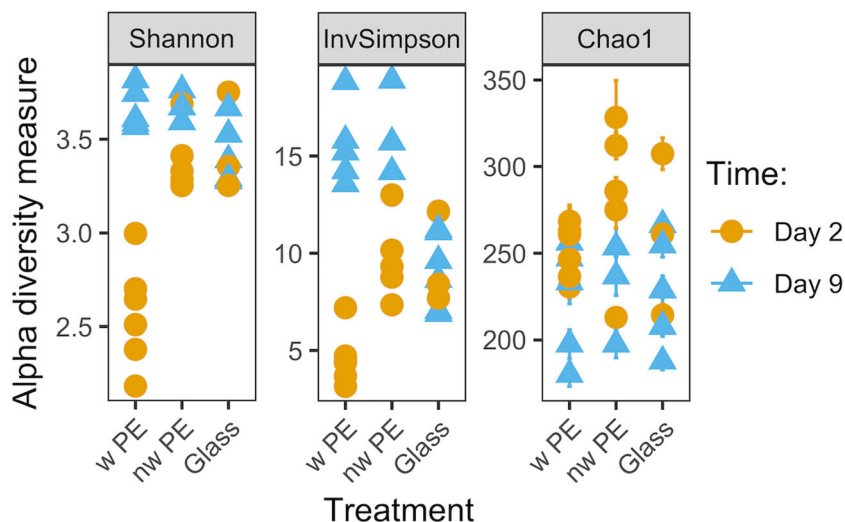 Shannon
InvSimpson
Chao1
Alpha diversity measure
3.5
3.0
2.5
15
10
5
350
300
250
200
w PE
nw PE
Glass
w PE
nw PE
Glass
w PE
nw PE
Glass
Treatment
Time:
Day 2
Day 9